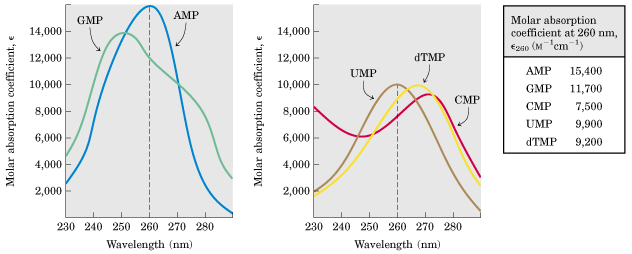 Molar absorption coefficient, ϵ
14,000
12,000
10,000
8,000
6,000
4,000
2,000
GMP
AMP
230 240 250 260 270 280
Wavelength (nm)
Molar absorption coefficient, ϵ
14,000
12,000
10,000
8,000
6,000
4,000
2,000
dTMP
UMP
CMP
230 240 250 260 270 280
Wavelength (nm)
Molar absorption
coefficient at 260 nm,
ϵ260 (M⁻¹cm⁻¹)
AMP 15,400
GMP 11,700
CMP 7,500
UMP 9,900
dTMP 9,200